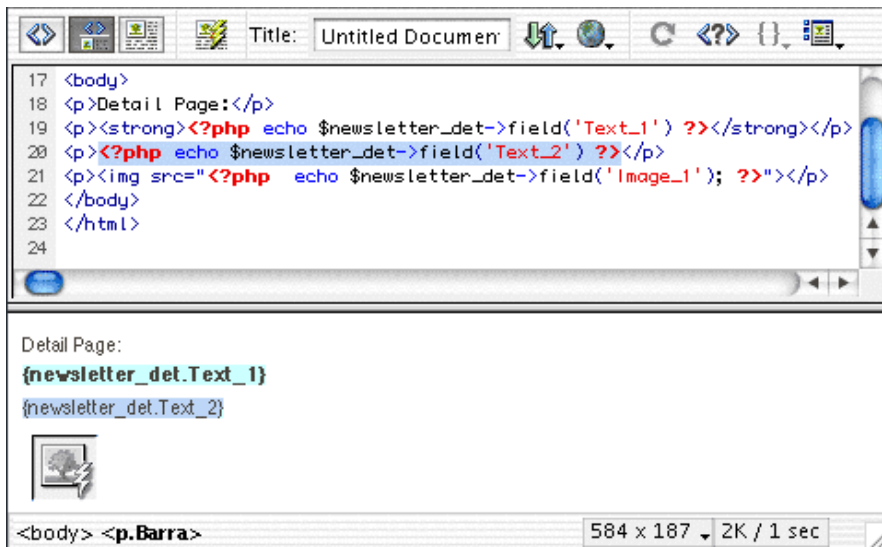 Title: Untitled Documen
17 <body>
18 <p>Detail Page:</p>
19 <p><strong><?php echo $newsletter_det->field('Text_1') ?></strong></p>
20 <p><?php echo $newsletter_det->field('Text_2') ?></p>
21 <p><img src="<?php  echo $newsletter_det->field('Image_1'); ?>"></p>
22 </body>
23 </html>
24
Detail Page:
{newsletter_det.Text_1}
{newsletter_det.Text_2}
<body> <p.Barra> 584 x 187 2K / 1 sec